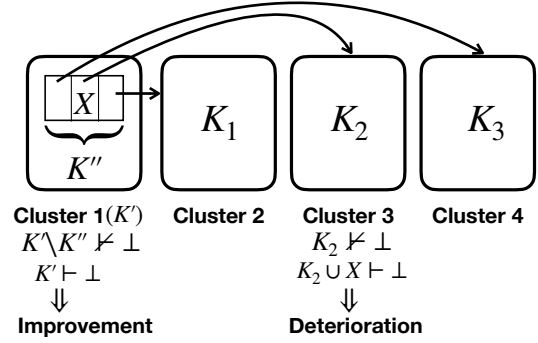 X K₁ K₂ K₃
K″
Cluster 1(K′) Cluster 2 Cluster 3 Cluster 4
K′\K″ ⊬ ⊥ K₂ ⊬ ⊥
K′ ⊢ ⊥ K₂ ∪ X ⊢ ⊥
⇓ ⇓
Improvement Deterioration